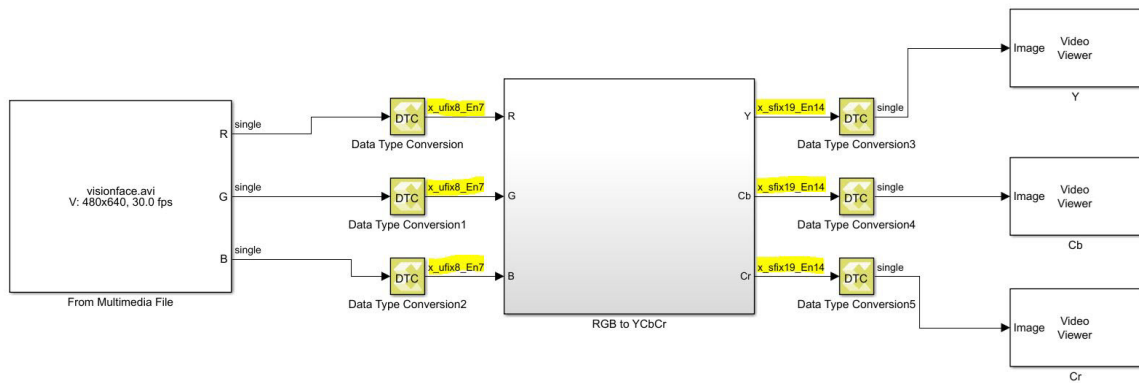 visionface.avi
V: 480x640, 30.0 fps
R
G
B
From Multimedia File
single
single
single
DTC
Data Type Conversion
DTC
Data Type Conversion1
DTC
Data Type Conversion2
x_ufix8_En7
x_ufix8_En7
x_ufix8_En7
R
G
B
Y
Cb
Cr
RGB to YCbCr
x_sfix19_En14
x_sfix19_En14
x_sfix19_En14
DTC
Data Type Conversion3
DTC
Data Type Conversion4
DTC
Data Type Conversion5
single
single
single
Image
Video
Viewer
Y
Image
Video
Viewer
Cb
Image
Video
Viewer
Cr